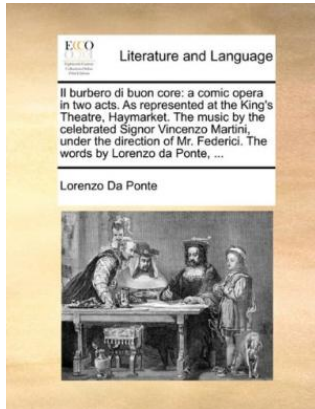 ECCO
Literature and Language
Il burbero di buon core: a comic opera
in two acts. As represented at the King's
Theatre, Haymarket. The music by the
celebrated Signor Vincenzo Martini,
under the direction of Mr. Federici. The
words by Lorenzo da Ponte, ...
Lorenzo Da Ponte